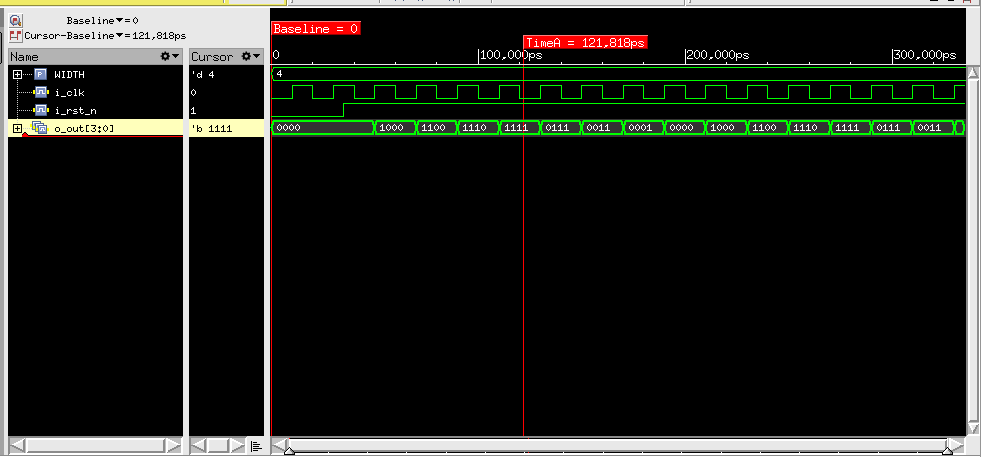 Baseline▼=0
Cursor-Baseline▼=121,818ps
Baseline = 0
TimeA = 121,818ps
Name
Cursor
0
100,000ps
200,000ps
300,000ps
WIDTH
'd 4
4
i_clk
0
i_rst_n
1
o_out[3:0]
'b 1111
0000 1000 1100 1110 1111 0111 0011 0001 0000 1000 1100 1110 1111 0111 0011